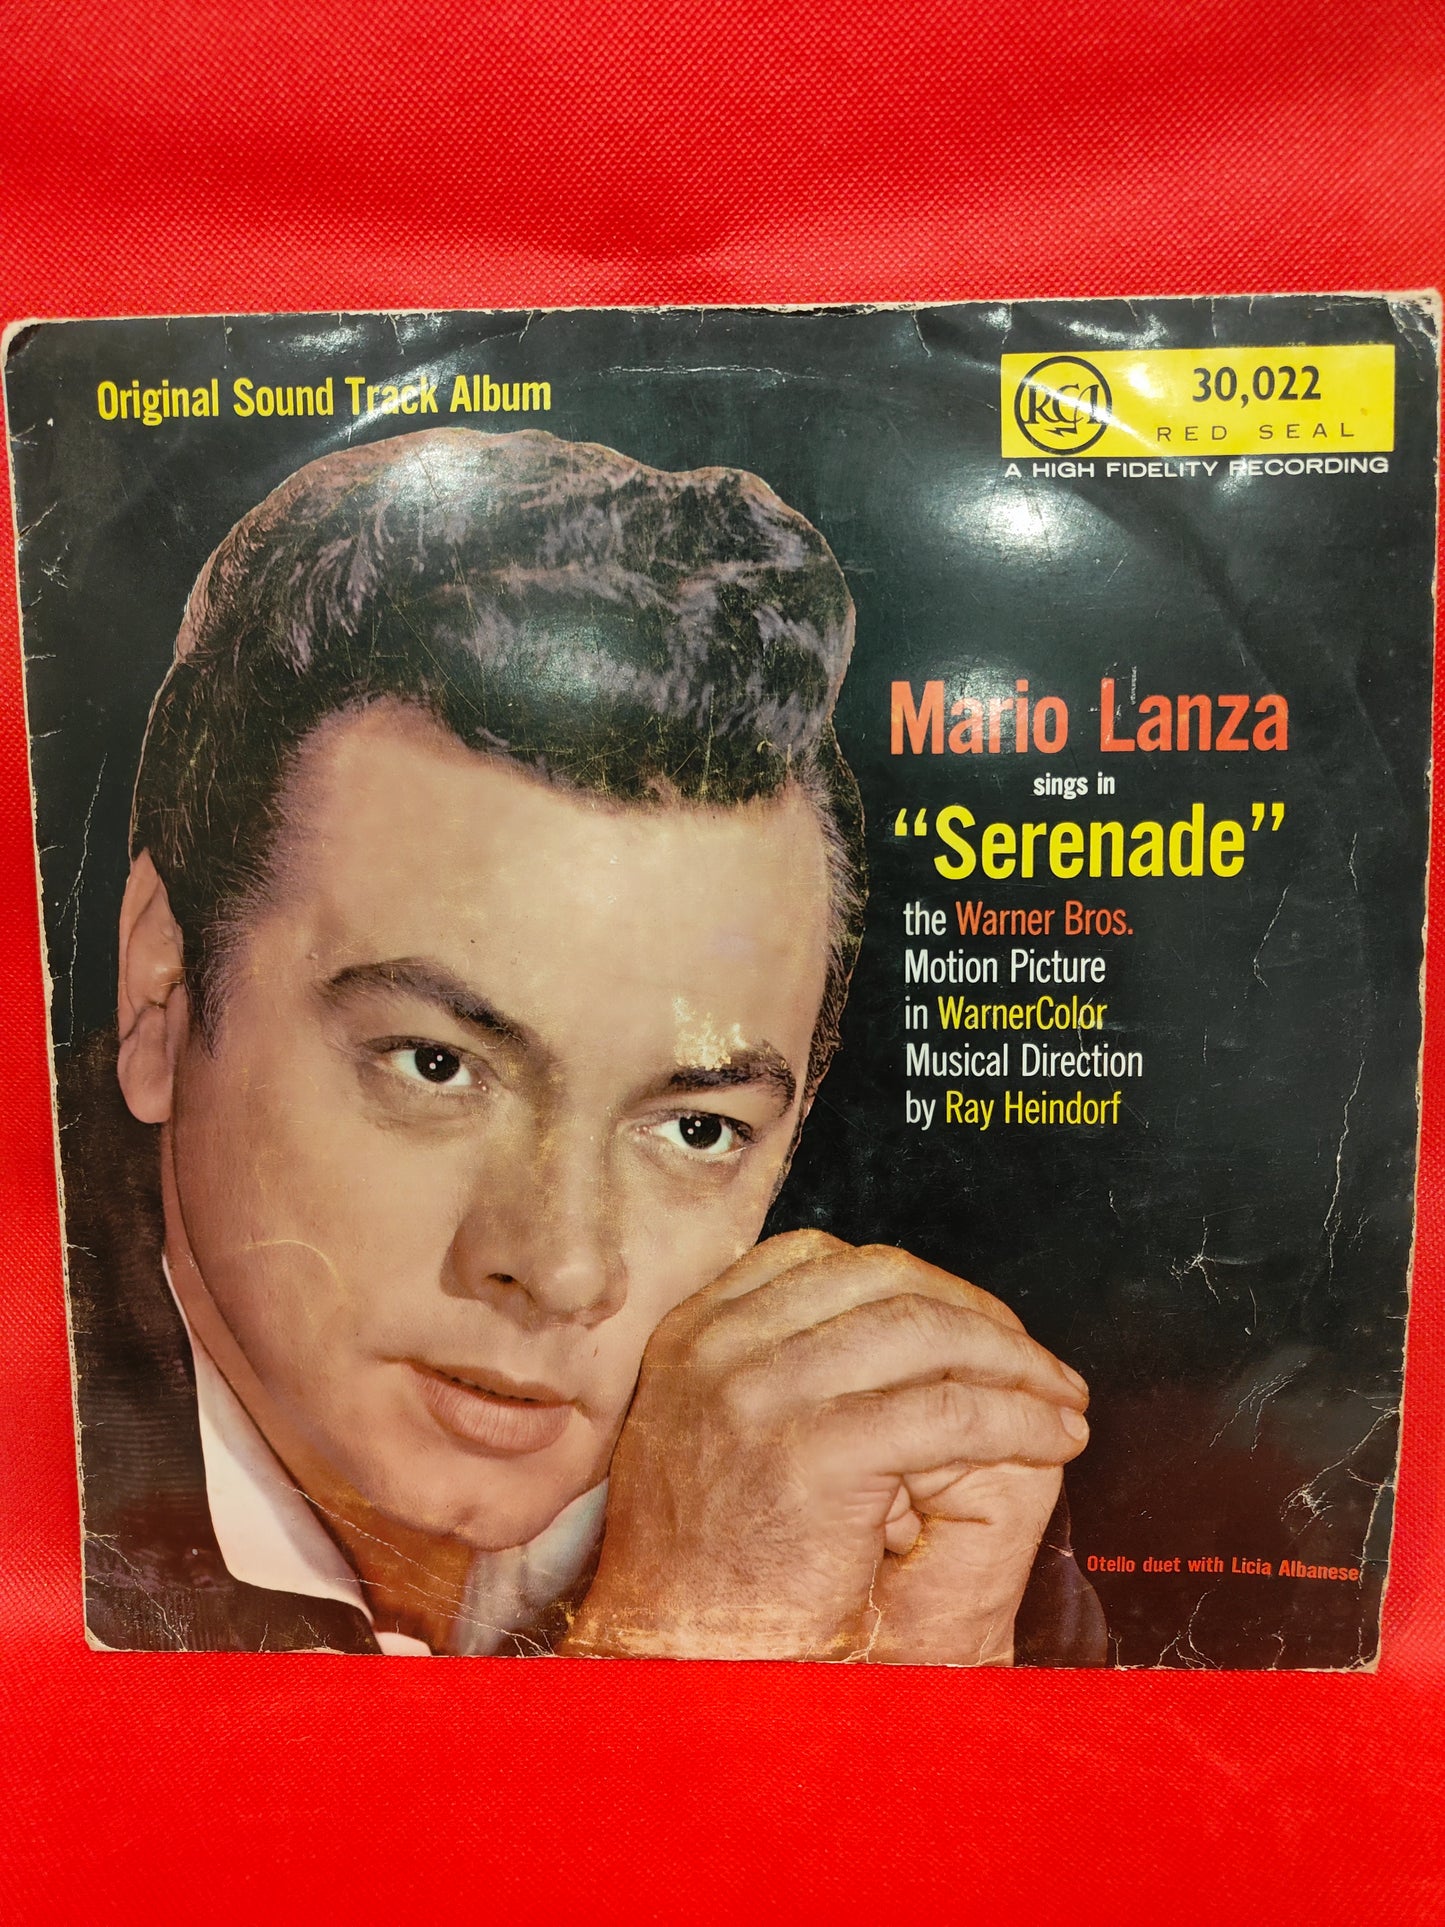 Original Sound Track Album
RCA
30,022
RED SEAL
A HIGH FIDELITY RECORDING
Mario Lanza
sings in
“Serenade”
the Warner Bros.
Motion Picture
in WarnerColor
Musical Direction
by Ray Heindorf
Otello duet with Licia Albanese